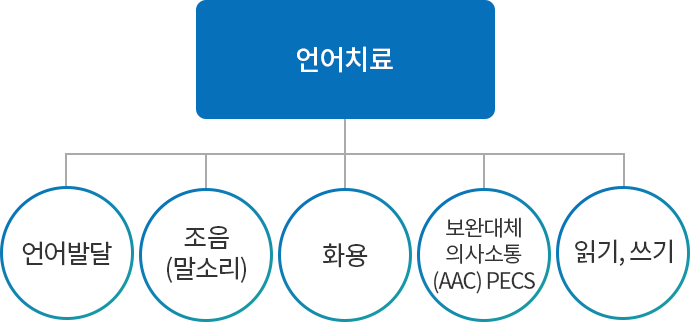 언어치료
언어발달
조음
(말소리)
화용
보완대체
의사소통
(AAC) PECS
읽기, 쓰기